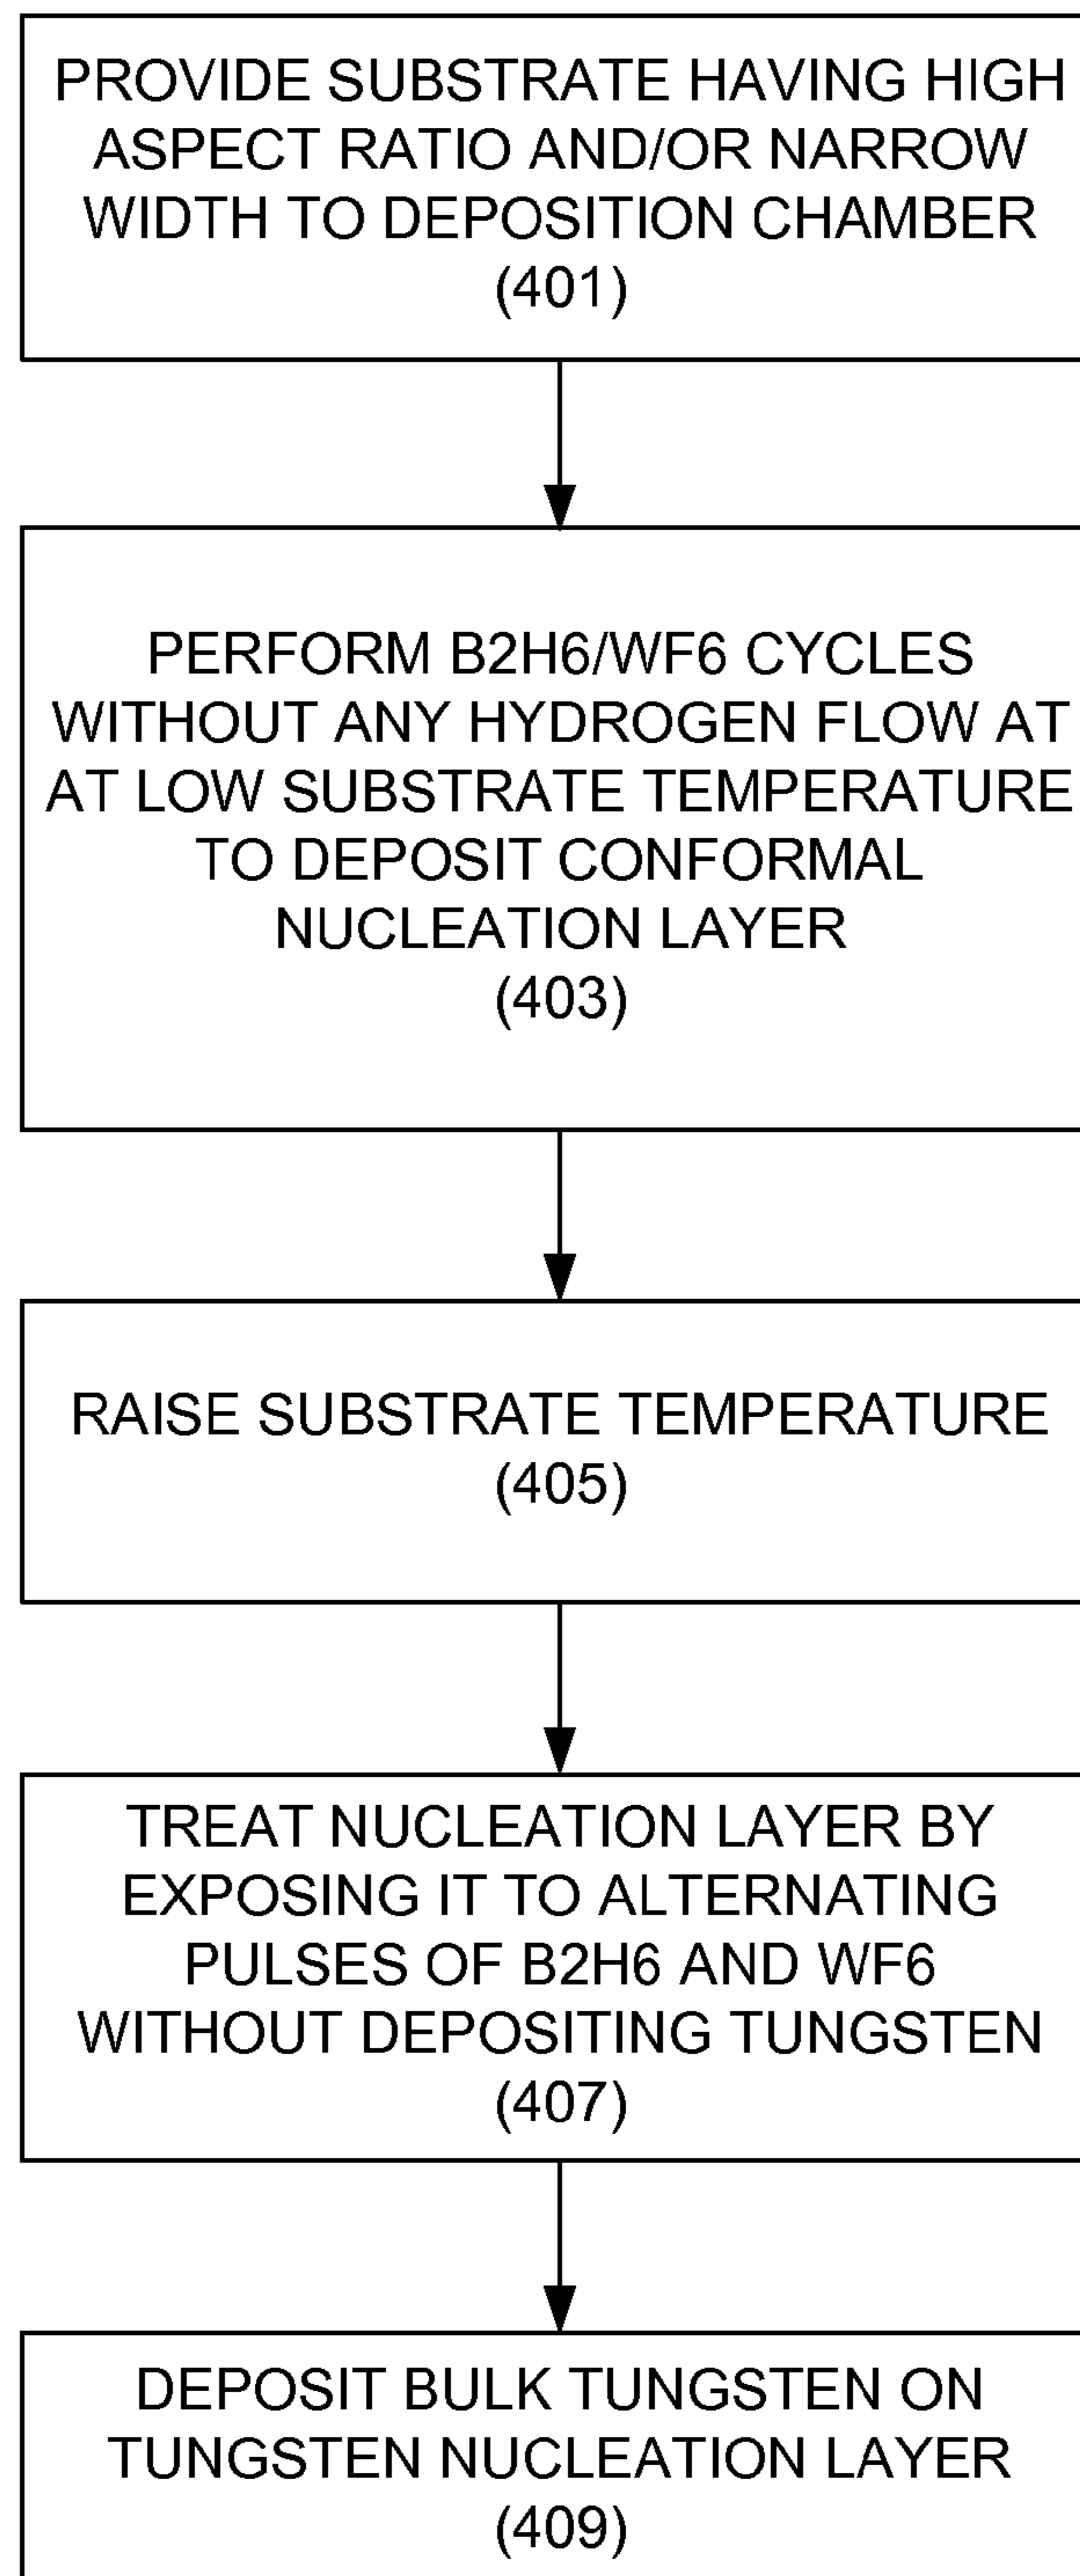 PROVIDE SUBSTRATE HAVING HIGH
ASPECT RATIO AND/OR NARROW
WIDTH TO DEPOSITION CHAMBER
(401)
PERFORM B2H6/WF6 CYCLES
WITHOUT ANY HYDROGEN FLOW AT
AT LOW SUBSTRATE TEMPERATURE
TO DEPOSIT CONFORMAL
NUCLEATION LAYER
(403)
RAISE SUBSTRATE TEMPERATURE
(405)
TREAT NUCLEATION LAYER BY
EXPOSING IT TO ALTERNATING
PULSES OF B2H6 AND WF6
WITHOUT DEPOSITING TUNGSTEN
(407)
DEPOSIT BULK TUNGSTEN ON
TUNGSTEN NUCLEATION LAYER
(409)